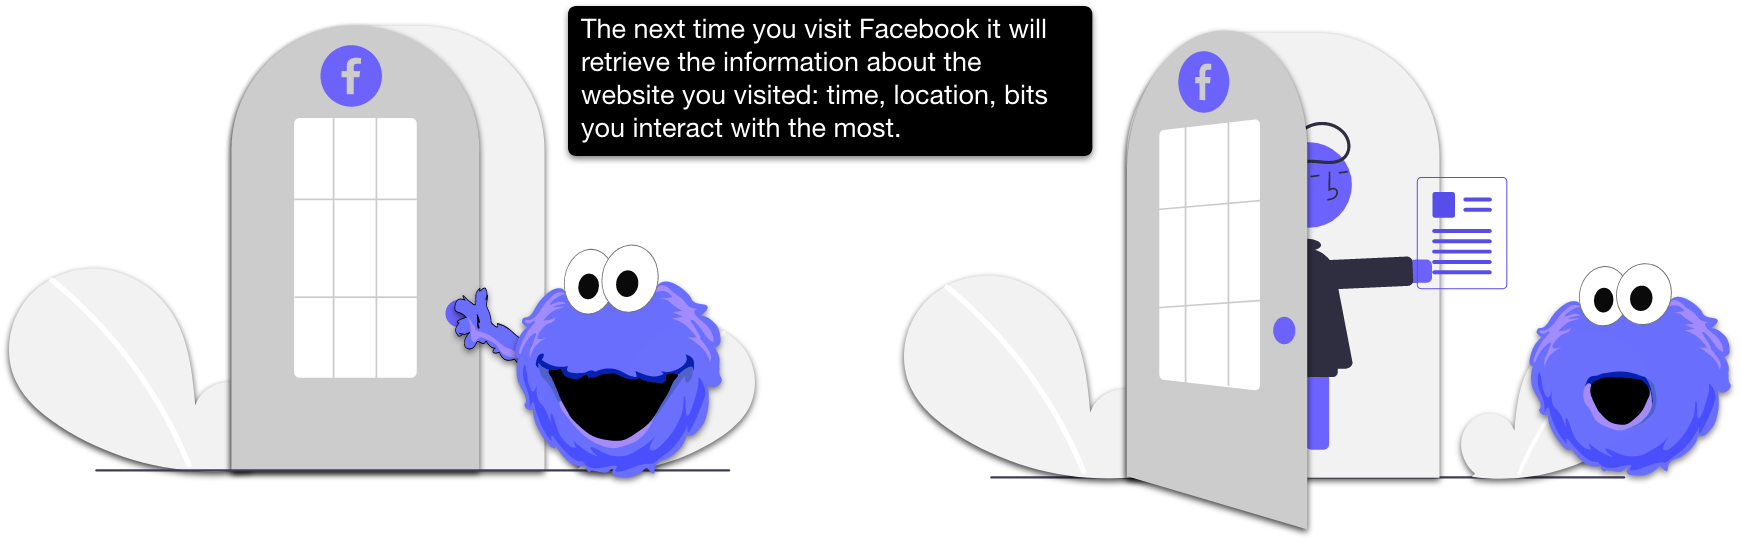 The next time you visit Facebook it will
retrieve the information about the
website you visited: time, location, bits
you interact with the most.